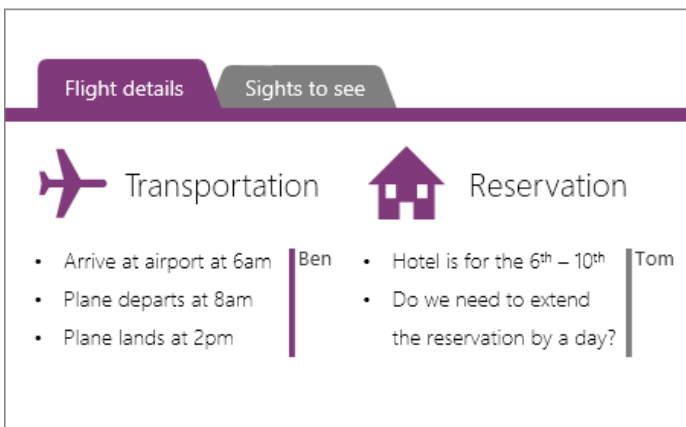 Flight details
Sights to see
Transportation
• Arrive at airport at 6am
• Plane departs at 8am
• Plane lands at 2pm
Ben
Reservation
• Hotel is for the 6th – 10th
• Do we need to extend
the reservation by a day?
Tom